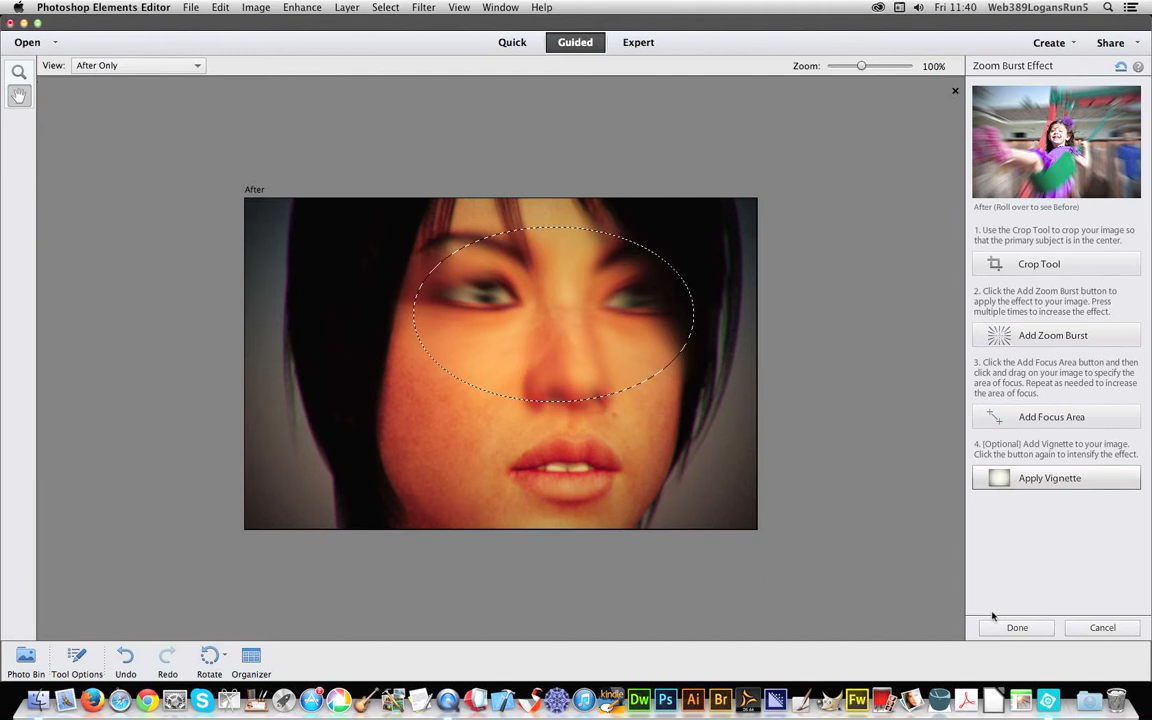 Photoshop Elements Editor File Edit Image Enhance Layer Select Filter View Window Help Fri 11:40 Web389LogansRun5
Open Quick Guided Expert Create Share
View: After Only Zoom: 100% Zoom Burst Effect
After
After (Roll over to see Before)
1. Use the Crop Tool to crop your image so
that the primary subject is in the center.
Crop Tool
2. Click the Add Zoom Burst button to
apply the effect to your image. Press
multiple times to increase the effect.
Add Zoom Burst
3. Click the Add Focus Area button and then
click and drag on your image to specify the
area of focus. Repeat as needed to increase
the area of focus.
Add Focus Area
4. (Optional) Add Vignette to your image.
Click the button again to intensify the effect.
Apply Vignette
Done Cancel
Photo Bin Tool Options Undo Redo Rotate Organizer
kindle Dw Ps Ai Br Fw